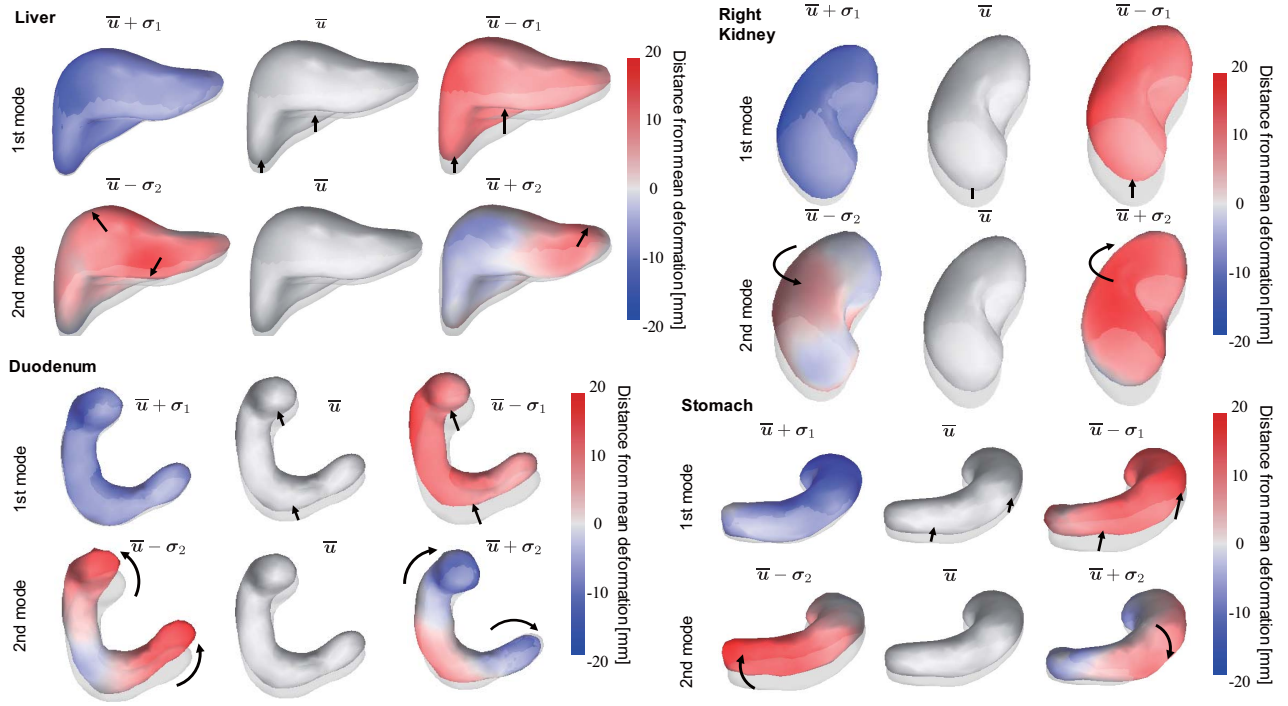 Liver
u̅ + σ₁
u̅
u̅ − σ₁
1st mode
u̅ − σ₂
u̅
u̅ + σ₂
2nd mode
20
10
0
-10
-20
Distance from mean deformation [mm]
Right
Kidney
u̅ + σ₁
u̅
u̅ − σ₁
1st mode
u̅ − σ₂
u̅
u̅ + σ₂
2nd mode
20
10
0
-10
-20
Distance from mean deformation [mm]
Duodenum
u̅ + σ₁
u̅
u̅ − σ₁
1st mode
u̅ − σ₂
u̅
u̅ + σ₂
2nd mode
20
10
0
-10
-20
Distance from mean deformation [mm]
Stomach
u̅ + σ₁
u̅
u̅ − σ₁
1st mode
u̅ − σ₂
u̅
u̅ + σ₂
2nd mode
20
10
0
-10
-20
Distance from mean deformation [mm]